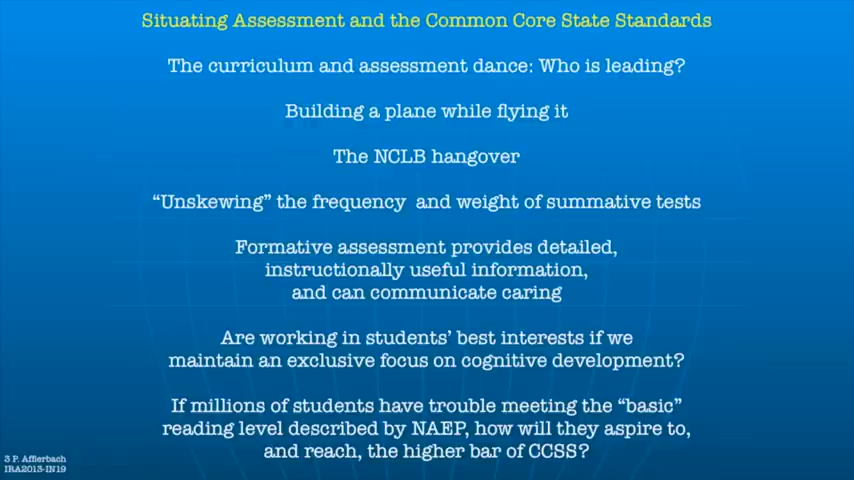 Situating Assessment and the Common Core State Standards
The curriculum and assessment dance: Who is leading?
Building a plane while flying it
The NCLB hangover
“Unskewing” the frequency and weight of summative tests
Formative assessment provides detailed,
instructionally useful information,
and can communicate caring
Are working in students’ best interests if we
maintain an exclusive focus on cognitive development?
If millions of students have trouble meeting the “basic”
reading level described by NAEP, how will they aspire to,
and reach, the higher bar of CCSS?
3 P. Afflerbach
IRA2013-IN19